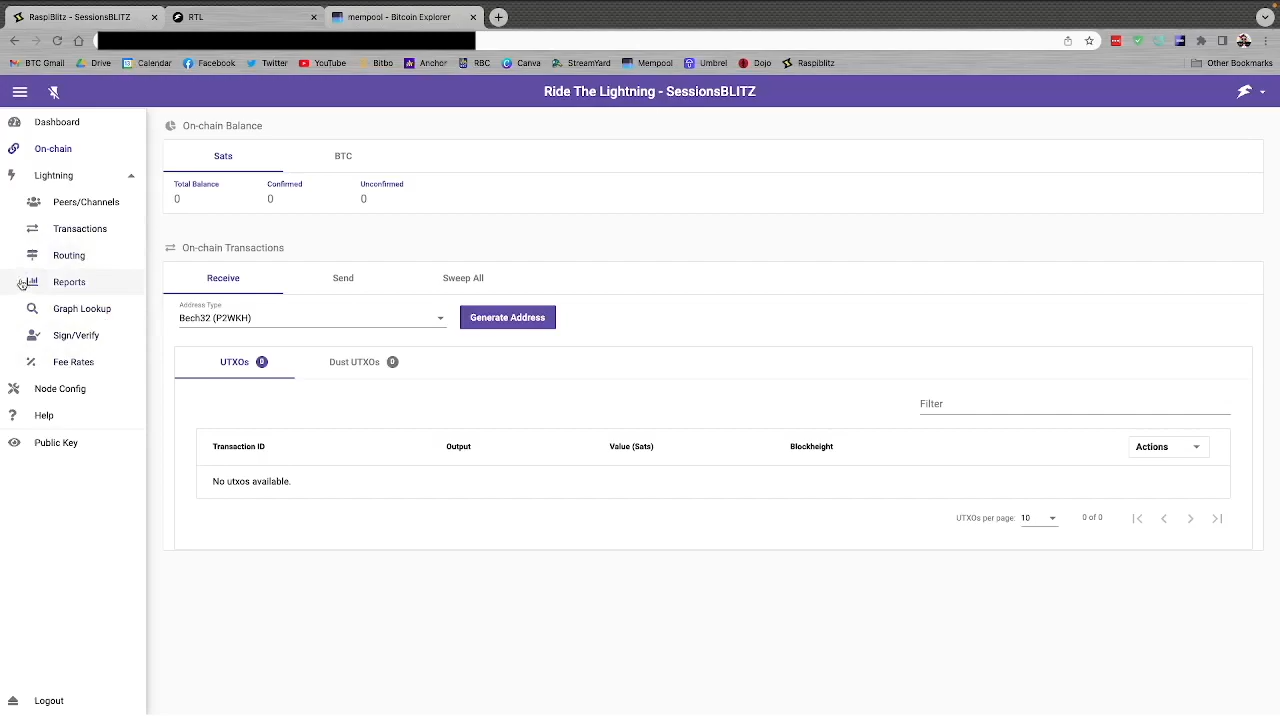 RaspiBlitz - SessionsBLITZ
RTL
mempool - Bitcoin Explorer
BTC Gmail
Drive
Calendar
Facebook
Twitter
YouTube
Bitbo
Anchor
RBC
Canva
StreamYard
Mempool
Umbrel
Dojo
Raspiblitz
Other Bookmarks
Ride The Lightning - SessionsBLITZ
Dashboard
On-chain
Lightning
Peers/Channels
Transactions
Routing
Reports
Graph Lookup
Sign/Verify
Fee Rates
Node Config
Help
Public Key
Logout
On-chain Balance
Sats
BTC
Total Balance
0
Confirmed
0
Unconfirmed
0
On-chain Transactions
Receive
Send
Sweep All
Address Type
Bech32 (P2WKH)
Generate Address
UTXOs 0
Dust UTXOs 0
Filter
Transaction ID
Output
Value (Sats)
Blockheight
Actions
No utxos available.
UTXOs per page: 10
0 of 0